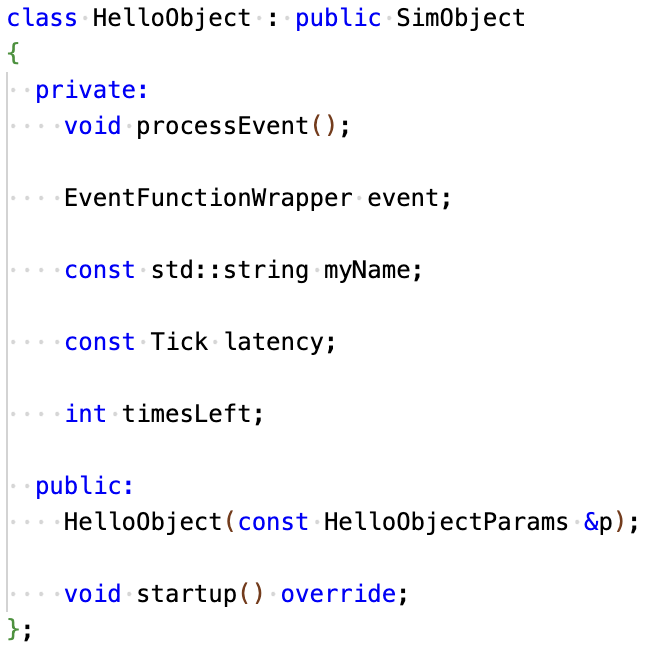 class HelloObject : public SimObject
{
  private:
    void processEvent();

    EventFunctionWrapper event;

    const std::string myName;

    const Tick latency;

    int timesLeft;

  public:
    HelloObject(const HelloObjectParams &p);

    void startup() override;
};